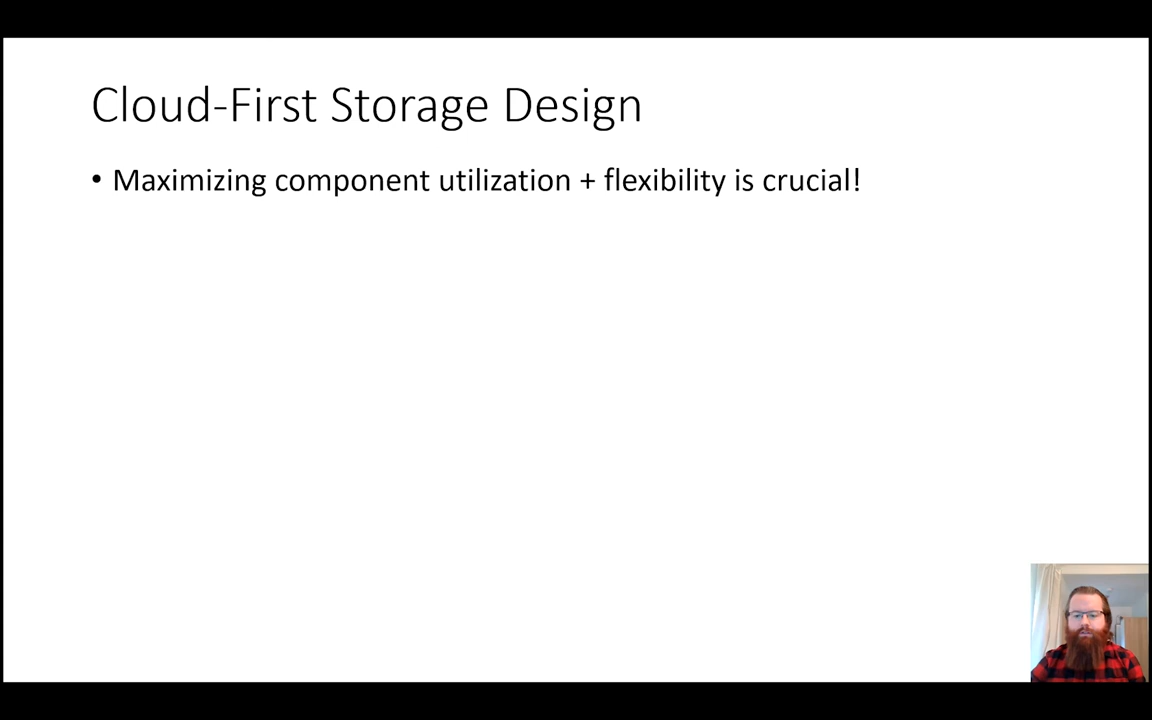 Cloud-First Storage Design
• Maximizing component utilization + flexibility is crucial!